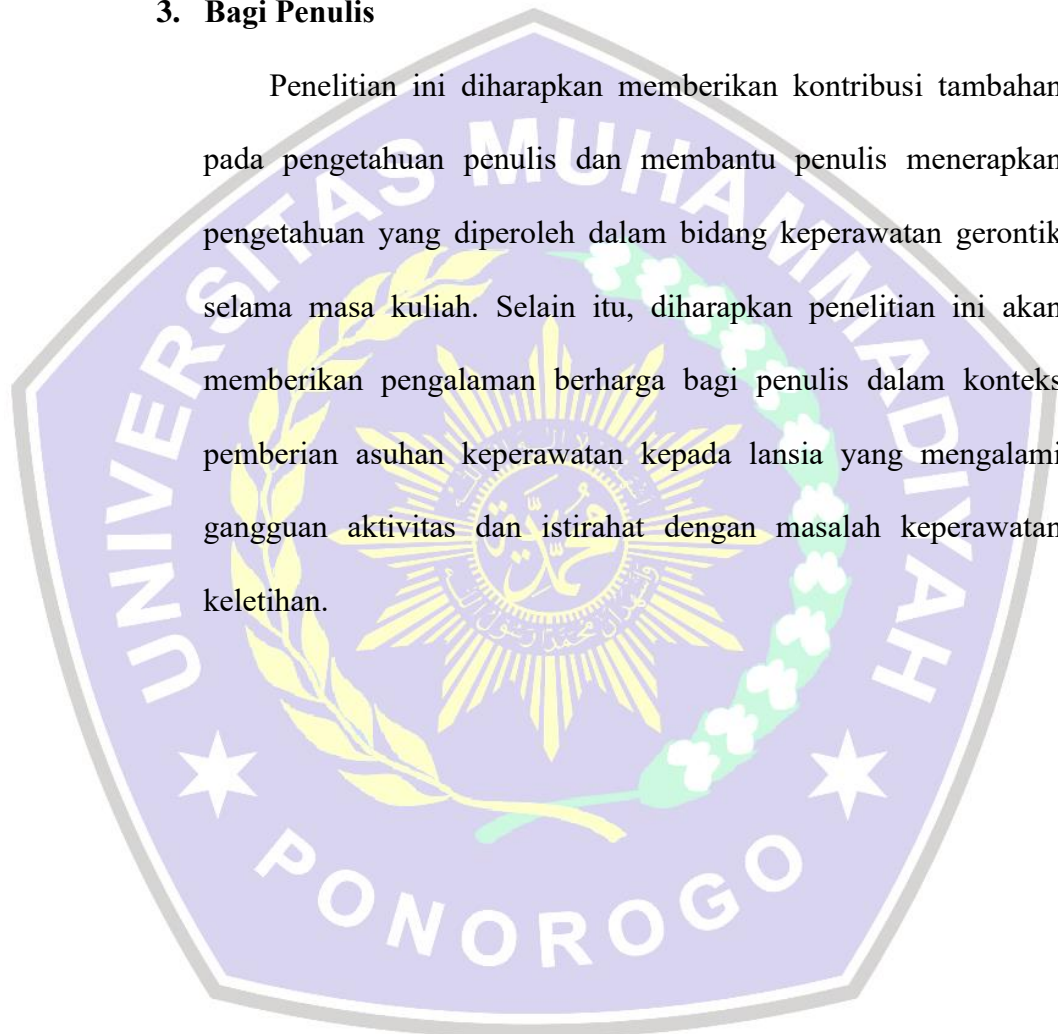 3. Bagi Penulis
Penelitian ini diharapkan memberikan kontribusi tambahan
pada pengetahuan penulis dan membantu penulis menerapkan
pengetahuan yang diperoleh dalam bidang keperawatan gerontik
selama masa kuliah. Selain itu, diharapkan penelitian ini akan
memberikan pengalaman berharga bagi penulis dalam konteks
pemberian asuhan keperawatan kepada lansia yang mengalami
gangguan aktivitas dan istirahat dengan masalah keperawatan
keletihan.
UNIVERSITAS MUHAMMADIYAH
PONOROGO